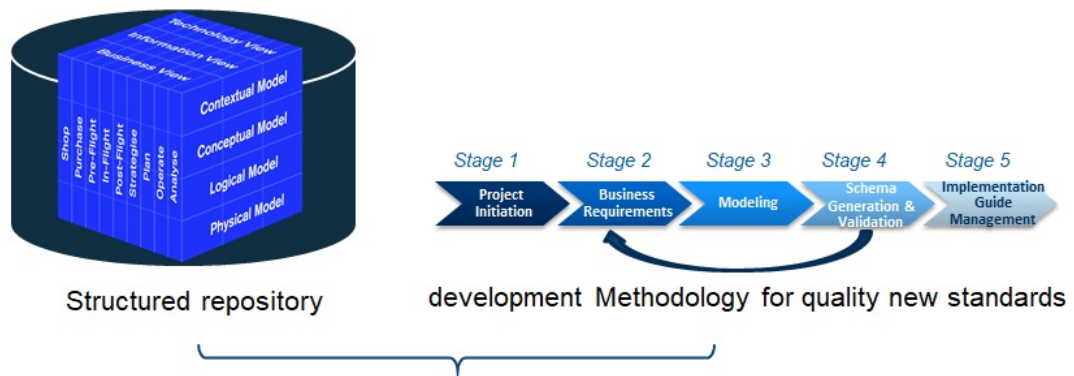 Technology View
Information View
Business View
Contextual Model
Conceptual Model
Logical Model
Physical Model
Shop
Purchase
Pre-Flight
In-Flight
Post-Flight
Strategise
Plan
Operate
Analyse
Structured repository
Stage 1
Stage 2
Stage 3
Stage 4
Stage 5
Project
Initiation
Business
Requirements
Modeling
Schema
Generation &
Validation
Implementation
Guide
Management
development Methodology for quality new standards